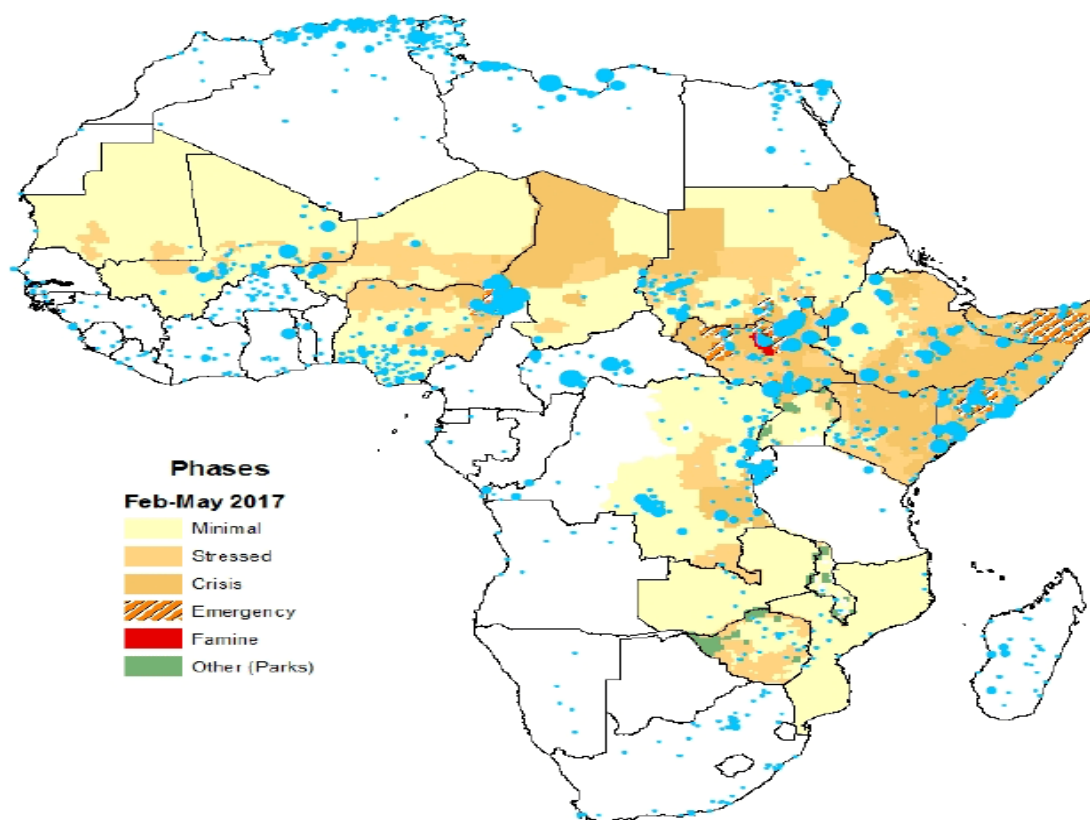 Phases
Feb-May 2017
Minimal
Stressed
Crisis
Emergency
Famine
Other (Parks)